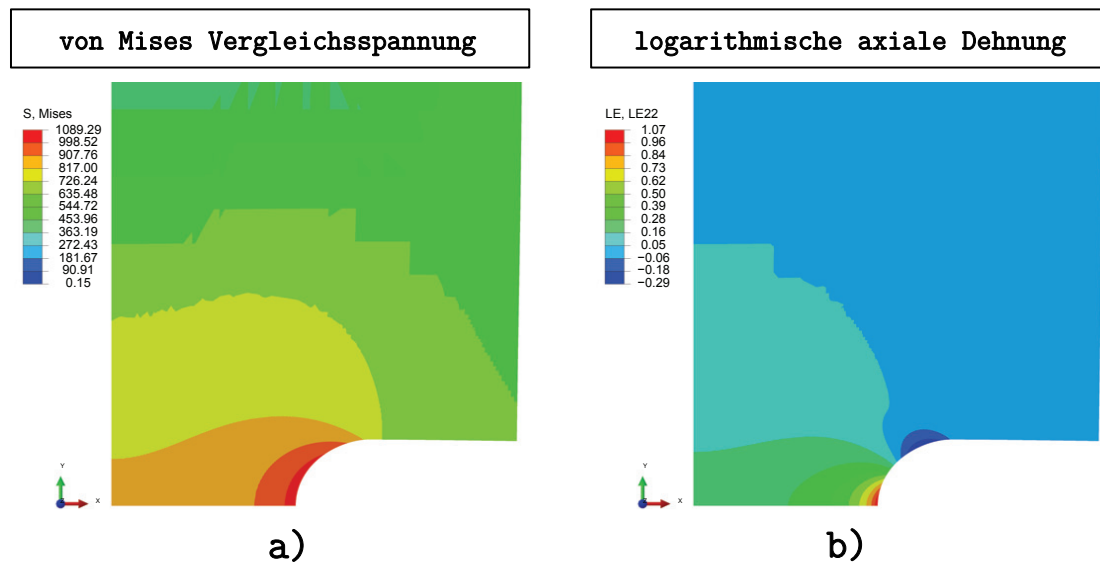 von Mises Vergleichsspannung
S, Mises
1089.29
998.52
907.76
817.00
726.24
635.48
544.72
453.96
363.19
272.43
181.67
90.91
0.15
Y
Z
X
a)
logarithmische axiale Dehnung
LE, LE22
1.07
0.96
0.84
0.73
0.62
0.50
0.39
0.28
0.16
0.05
−0.06
−0.18
−0.29
Y
Z
X
b)